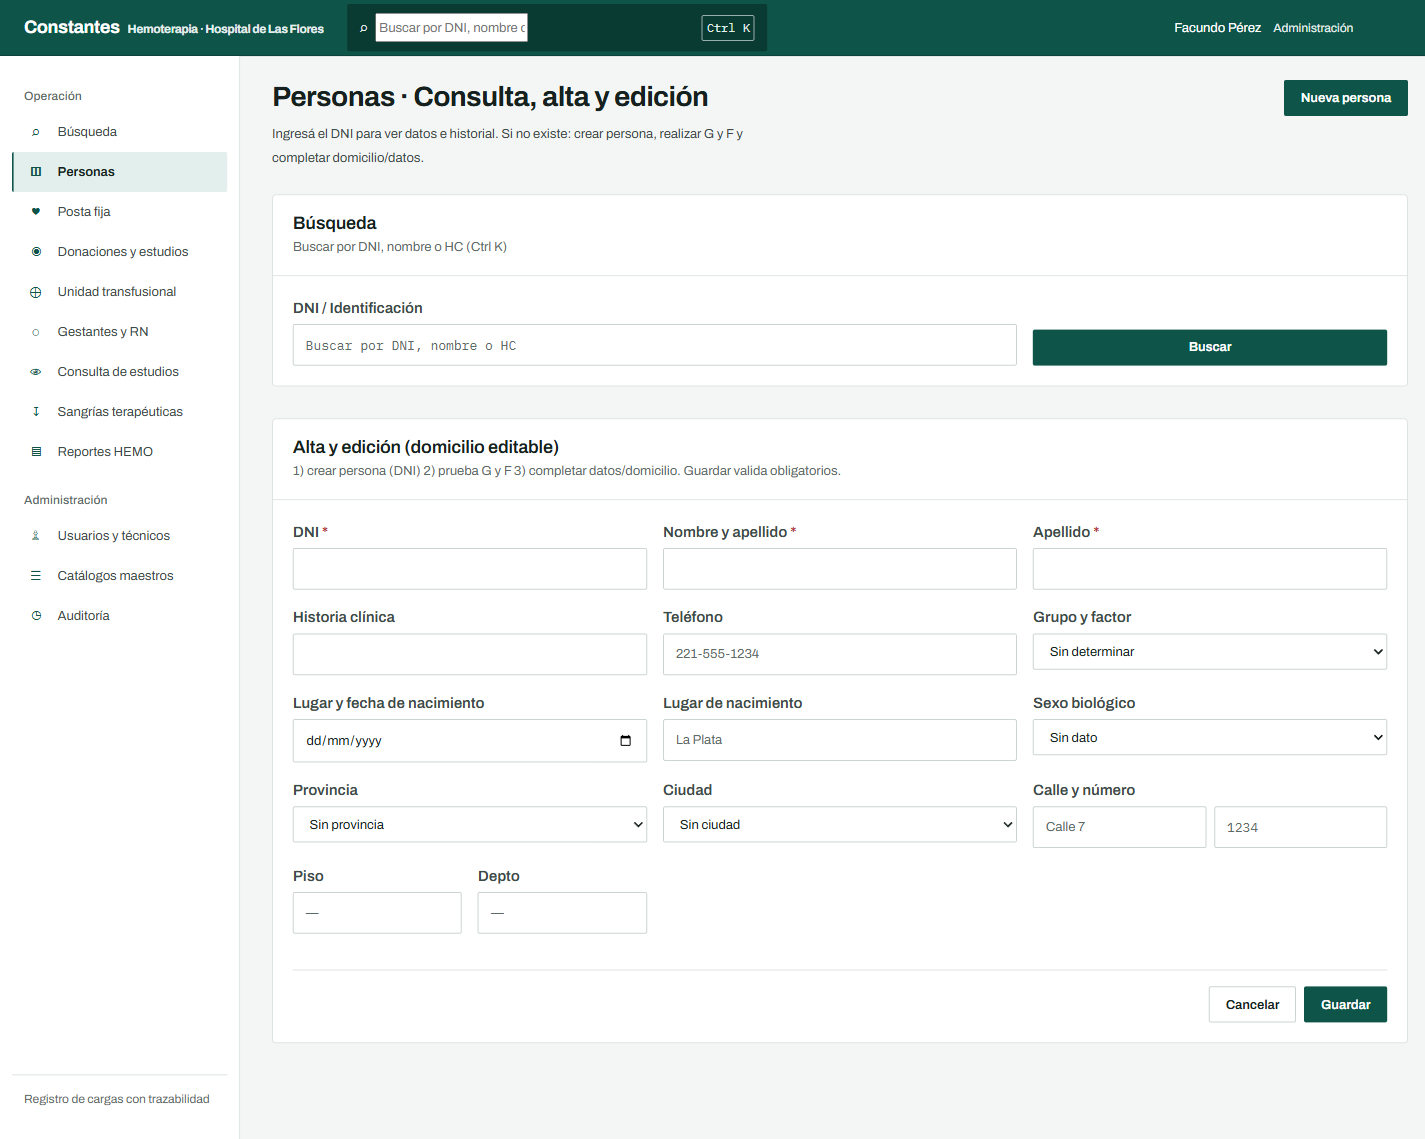 Constantes Hemoterapia · Hospital de Las Flores
Buscar por DNI, nombre
Ctrl K
Facundo Pérez Administración
Operación
Búsqueda
Personas
Posta fija
Donaciones y estudios
Unidad transfusional
Gestantes y RN
Consulta de estudios
Sangrías terapéuticas
Reportes HEMO
Administración
Usuarios y técnicos
Catálogos maestros
Auditoría
Registro de cargas con trazabilidad
Personas · Consulta, alta y edición
Nueva persona
Ingresá el DNI para ver datos e historial. Si no existe: crear persona, realizar G y F y
completar domicilio/datos.
Búsqueda
Buscar por DNI, nombre o HC (Ctrl K)
DNI / Identificación
Buscar por DNI, nombre o HC
Buscar
Alta y edición (domicilio editable)
1) crear persona (DNI) 2) prueba G y F 3) completar datos/domicilio. Guardar valida obligatorios.
DNI * Nombre y apellido * Apellido *
Historia clínica Teléfono Grupo y factor
221-555-1234 Sin determinar
Lugar y fecha de nacimiento Lugar de nacimiento Sexo biológico
dd/mm/yyyy La Plata Sin dato
Provincia Ciudad Calle y número
Sin provincia Sin ciudad Calle 7 1234
Piso Depto
— —
Cancelar Guardar